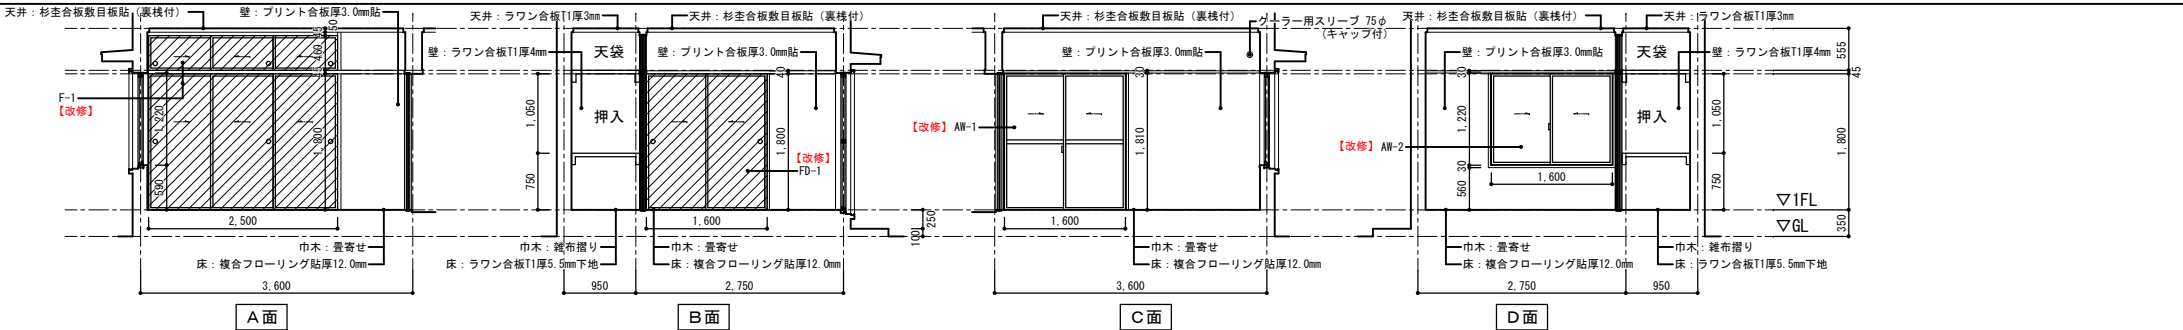 天井：杉杢合板敷目板貼（裏桟付）
壁：プリント合板厚3.0mm貼
45
50
460
45
F-1
【改修】
1,220
1,800
590
2,500
巾木：畳寄せ
床：複合フローリング貼厚12.0mm
3,600
A面
天井：ラワン合板T1厚3mm
天井：杉杢合板敷目板貼（裏桟付）
壁：ラワン合板T1厚4mm
天袋
壁：プリント合板厚3.0mm貼
40
1,050
押入
1,800
【改修】
FD-1
750
1,600
250
100
巾木：雑布摺り
巾木：畳寄せ
床：ラワン合板T1厚5.5mm下地
床：複合フローリング貼厚12.0mm
950
2,750
B面
天井：杉杢合板敷目板貼（裏桟付）
クーラー用スリーブ 75φ
（キャップ付）
壁：プリント合板厚3.0mm貼
30
【改修】 AW-1
1,810
1,600
巾木：畳寄せ
床：複合フローリング貼厚12.0mm
3,600
C面
天井：杉杢合板敷目板貼（裏桟付）
天井：ラワン合板T1厚3mm
壁：プリント合板厚3.0mm貼
天袋
壁：ラワン合板T1厚4mm
555
45
30
1,220
1,050
押入
1,800
【改修】 AW-2
30
1,600
560
750
▽1FL
▽GL
350
巾木：畳寄せ
巾木：雑布摺り
床：複合フローリング貼厚12.0mm
床：ラワン合板T1厚5.5mm下地
2,750
950
D面